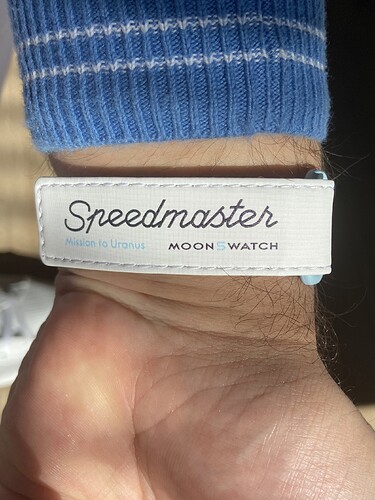 Speedmaster
Mission to Uranus MOONSWATCH